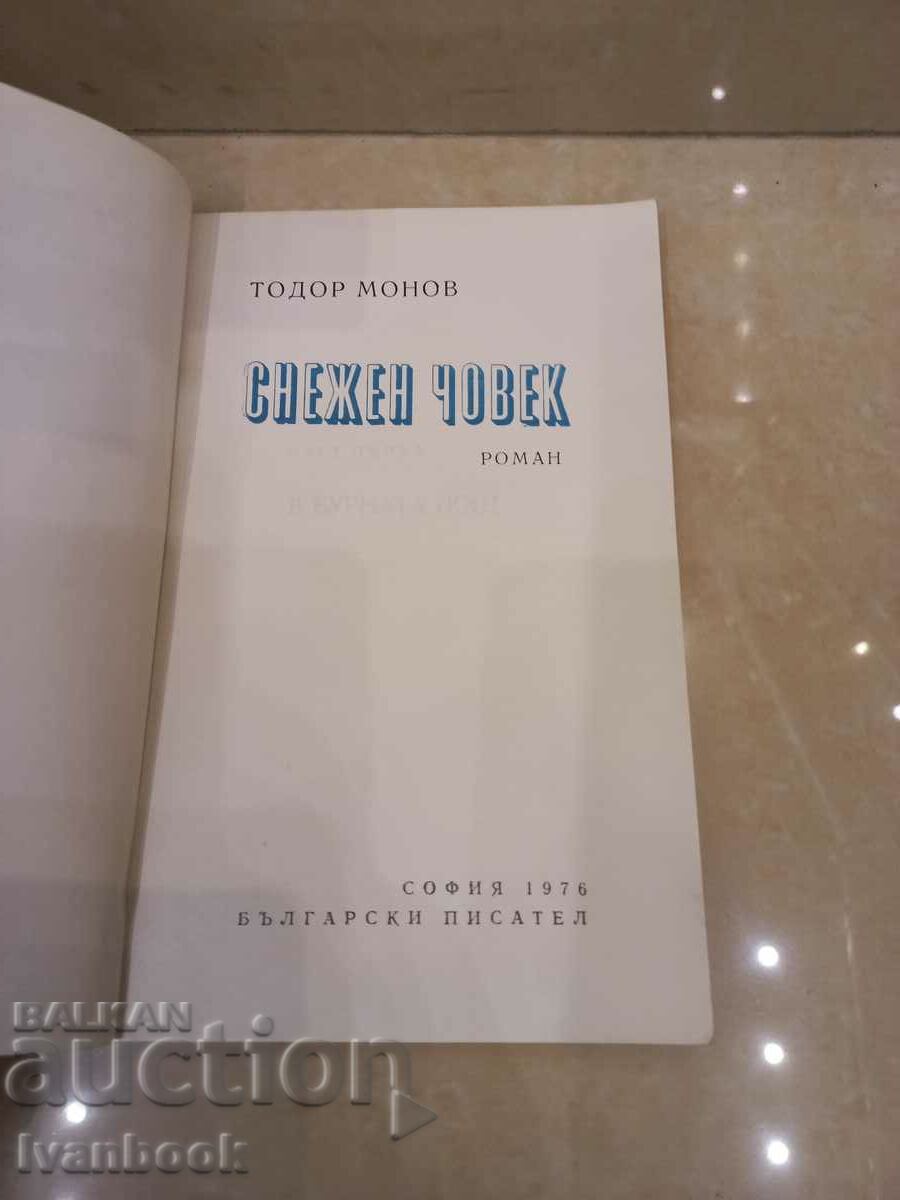 ТОДОР МОНОВ
СНЕЖЕН ЧОВЕК
РОМАН
СОФИЯ 1976
БЪЛГАРСКИ ПИСАТЕЛ
BALKAN
auction
Ivanbook